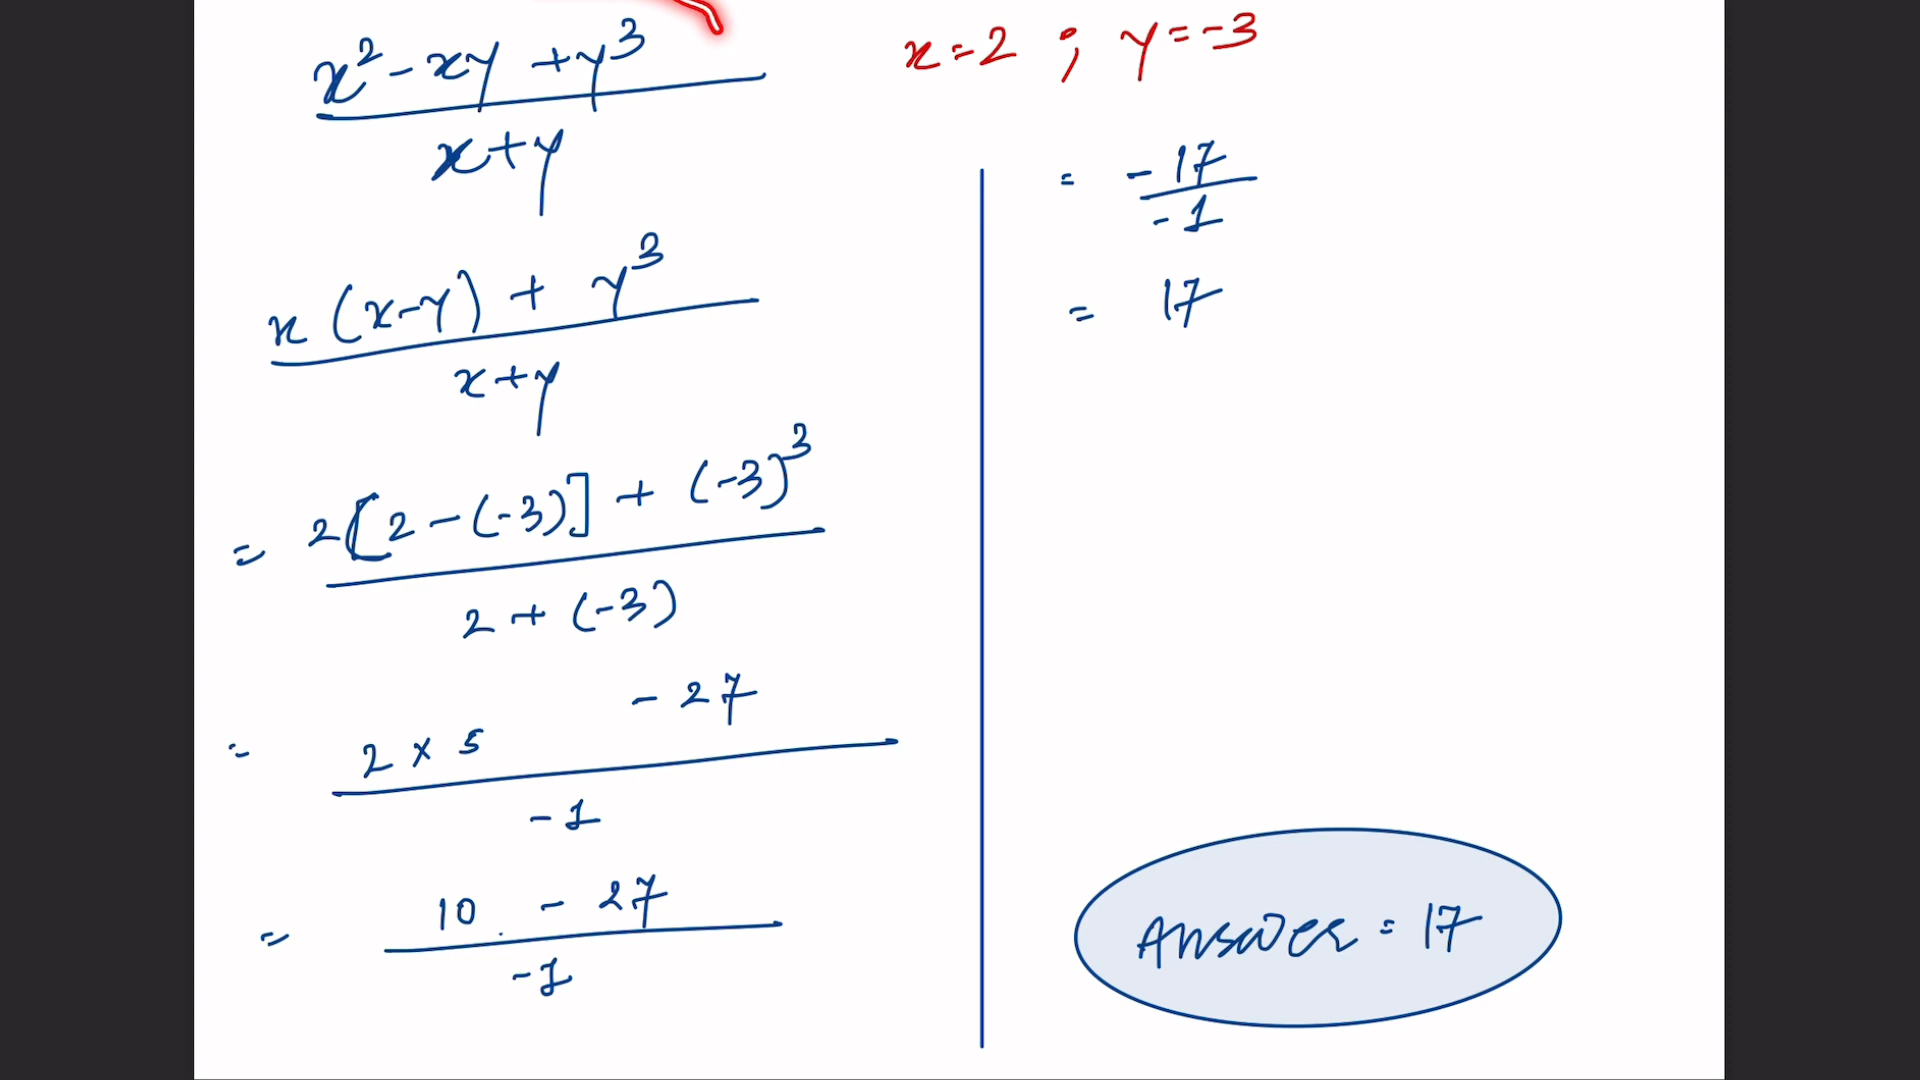 x² - xy + y³
x + y
x (x - y) + y³
x + y
= 2 [2 - (-3)] + (-3)³
2 + (-3)
= 2 × 5 - 27
- 1
= 10 - 27
- 1
x = 2 ; y = -3
= - 17
- 1
= 17
Answer = 17